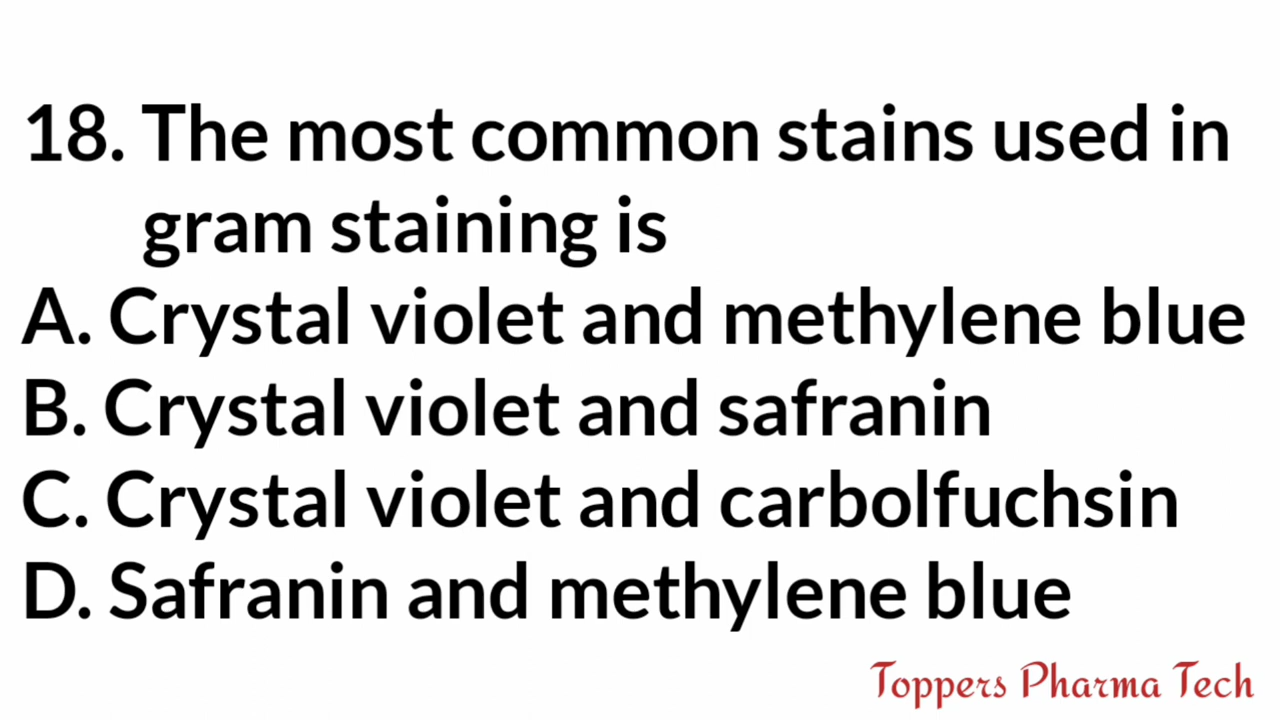 18. The most common stains used in
gram staining is
A. Crystal violet and methylene blue
B. Crystal violet and safranin
C. Crystal violet and carbolfuchsin
D. Safranin and methylene blue
Toppers Pharma Tech